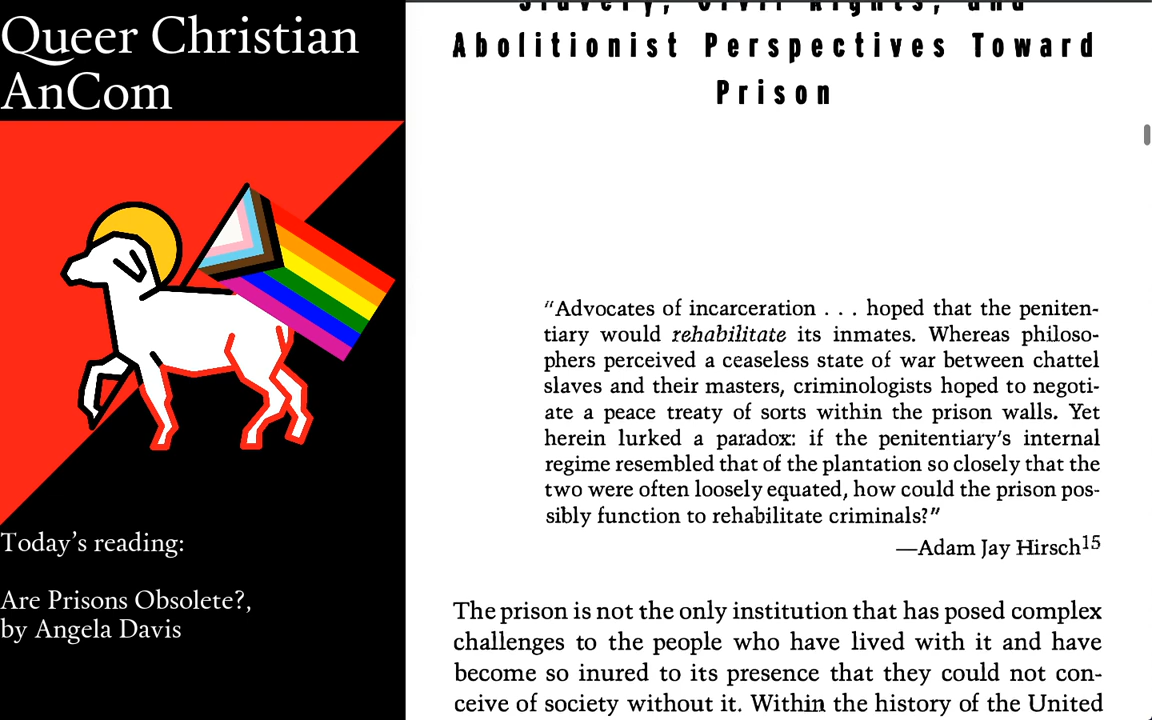 Queer Christian
AnCom
Today's reading:
Are Prisons Obsolete?,
by Angela Davis
Slavery, Civil Rights, and
Abolitionist Perspectives Toward
Prison
“Advocates of incarceration . . . hoped that the peniten-
tiary would rehabilitate its inmates. Whereas philoso-
phers perceived a ceaseless state of war between chattel
slaves and their masters, criminologists hoped to negoti-
ate a peace treaty of sorts within the prison walls. Yet
herein lurked a paradox: if the penitentiary's internal
regime resembled that of the plantation so closely that the
two were often loosely equated, how could the prison pos-
sibly function to rehabilitate criminals?”
—Adam Jay Hirsch15
The prison is not the only institution that has posed complex
challenges to the people who have lived with it and have
become so inured to its presence that they could not con-
ceive of society without it. Within the history of the United